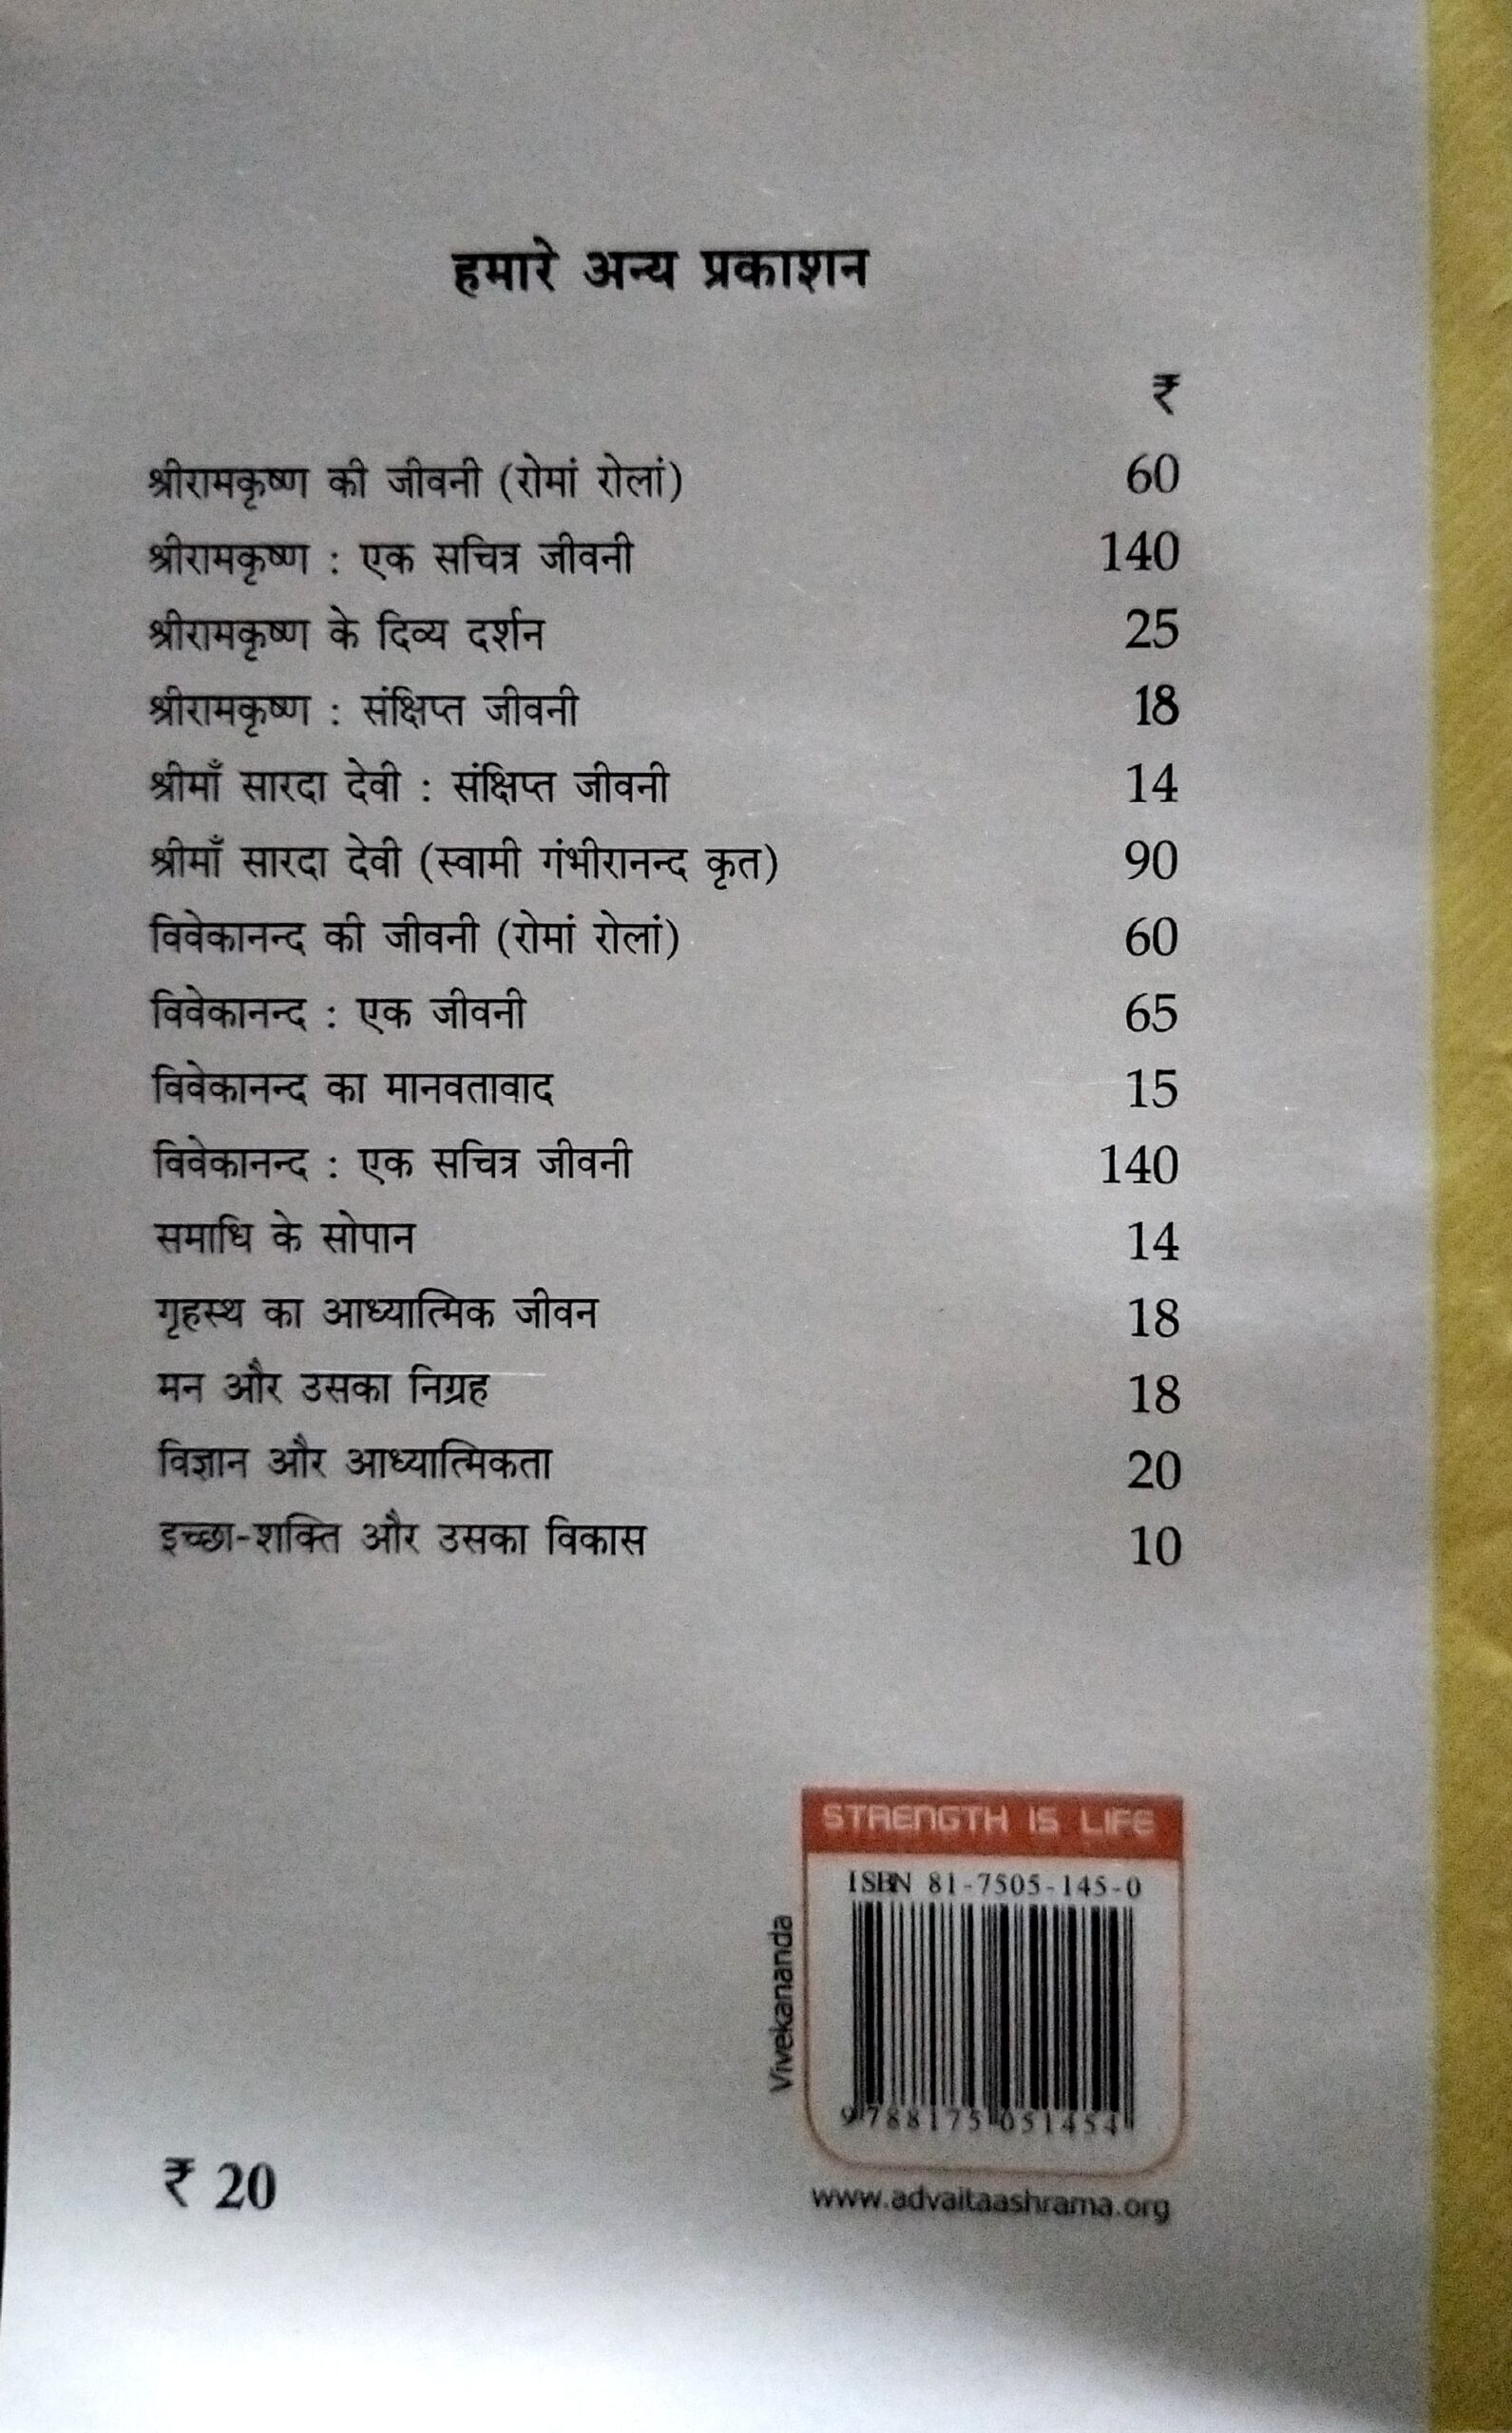 हमारे अन्य प्रकाशन
₹
श्रीरामकृष्ण की जीवनी (रोमां रोलां) 60
श्रीरामकृष्ण : एक सचित्र जीवनी 140
श्रीरामकृष्ण के दिव्य दर्शन 25
श्रीरामकृष्ण : संक्षिप्त जीवनी 18
श्रीमाँ सारदा देवी : संक्षिप्त जीवनी 14
श्रीमाँ सारदा देवी (स्वामी गंभीरानन्द कृत) 90
विवेकानन्द की जीवनी (रोमां रोलां) 60
विवेकानन्द : एक जीवनी 65
विवेकानन्द का मानवतावाद 15
विवेकानन्द : एक सचित्र जीवनी 140
समाधि के सोपान 14
गृहस्थ का आध्यात्मिक जीवन 18
मन और उसका निग्रह 18
विज्ञान और आध्यात्मिकता 20
इच्छा-शक्ति और उसका विकास 10
STRENGTH IS LIFE
ISBN 81-7505-145-0
Vivekananda
9 788175 051454
₹ 20
www.advaitaashrama.org